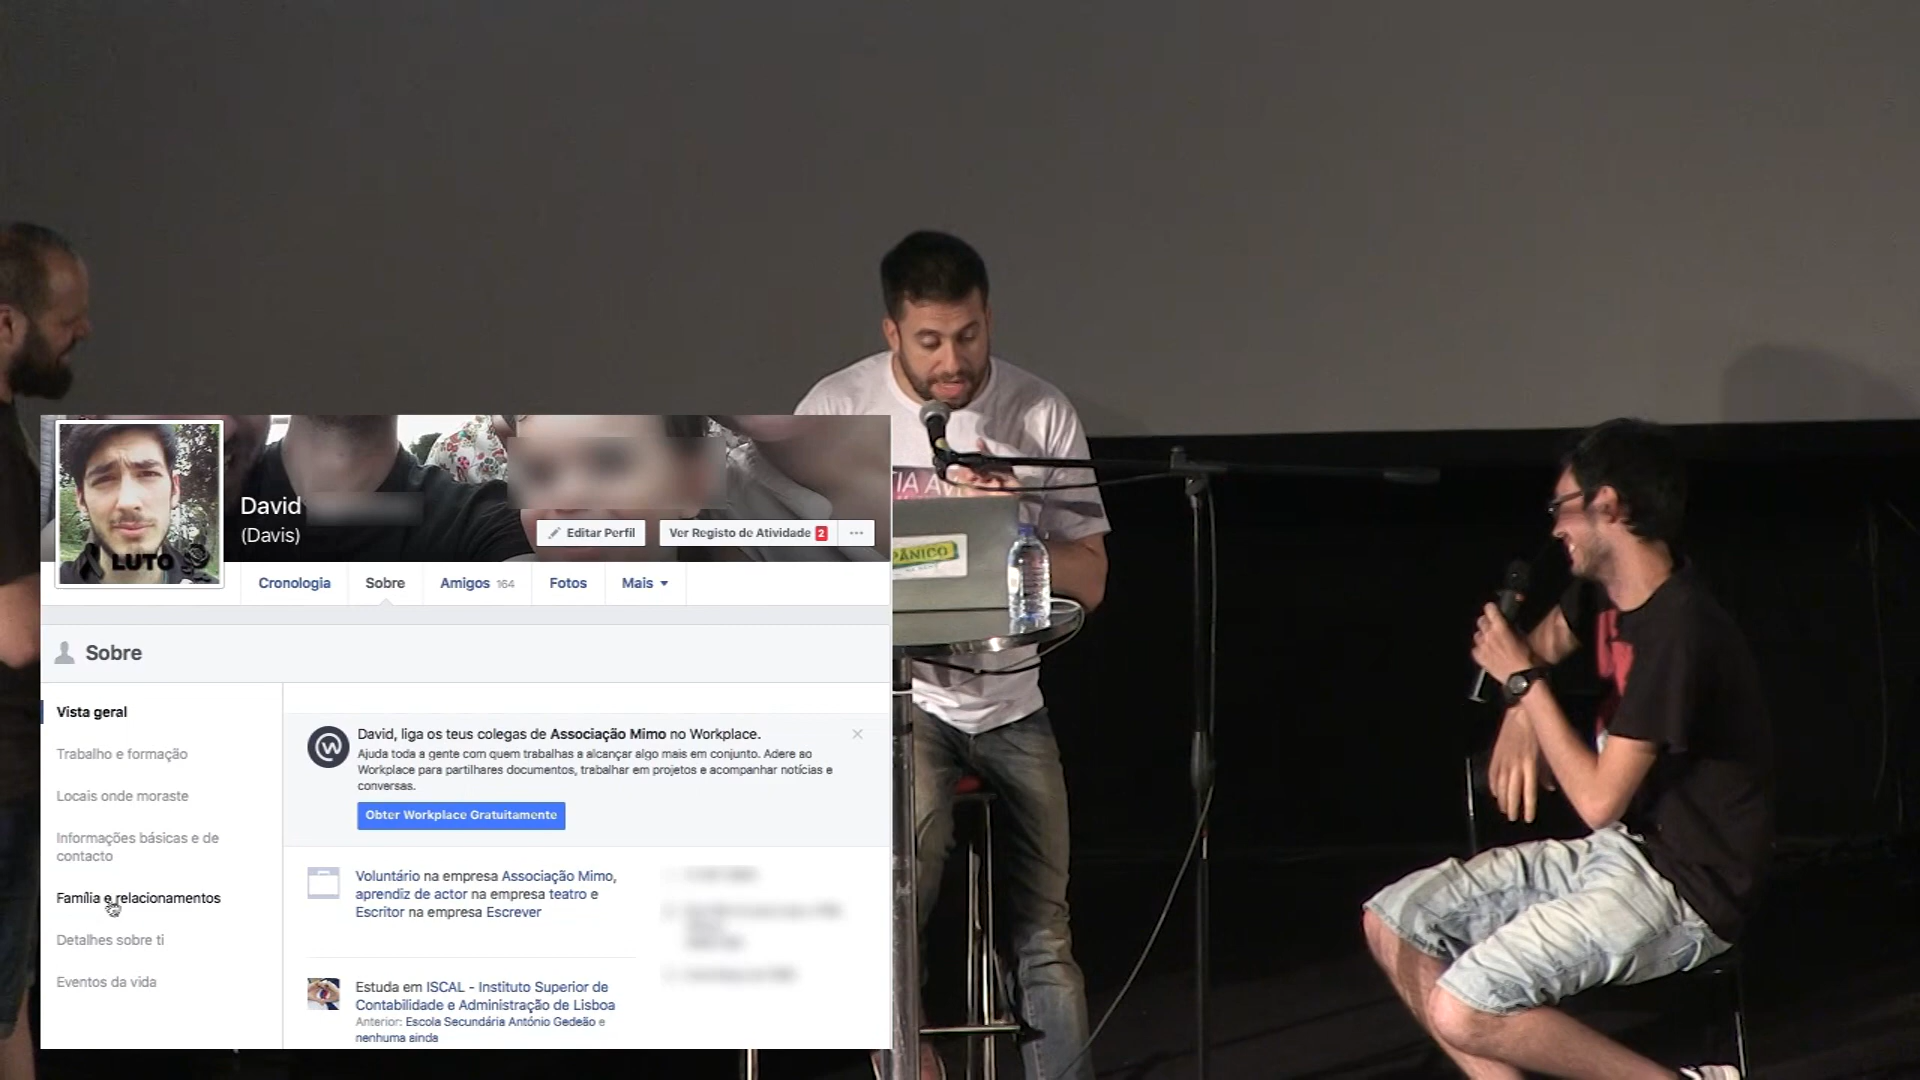 David
(Davis)
LUTO
Editar Perfil
Ver Registo de Atividade 2
Cronologia
Sobre
Amigos 164
Fotos
Mais
Sobre
Vista geral
Trabalho e formação
Locais onde moraste
Informações básicas e de
contacto
Família e relacionamentos
Detalhes sobre ti
Eventos da vida
David, liga os teus colegas de Associação Mimo no Workplace.
Ajuda toda a gente com quem trabalhas a alcançar algo mais em conjunto. Adere ao
Workplace para partilhares documentos, trabalhar em projetos e acompanhar notícias e
conversas.
Obter Workplace Gratuitamente
Voluntário na empresa Associação Mimo,
aprendiz de actor na empresa teatro e
Escritor na empresa Escrever
Estuda em ISCAL - Instituto Superior de
Contabilidade e Administração de Lisboa
Anterior: Escola Secundária António Gedeão e
nenhuma ainda
PÂNICO